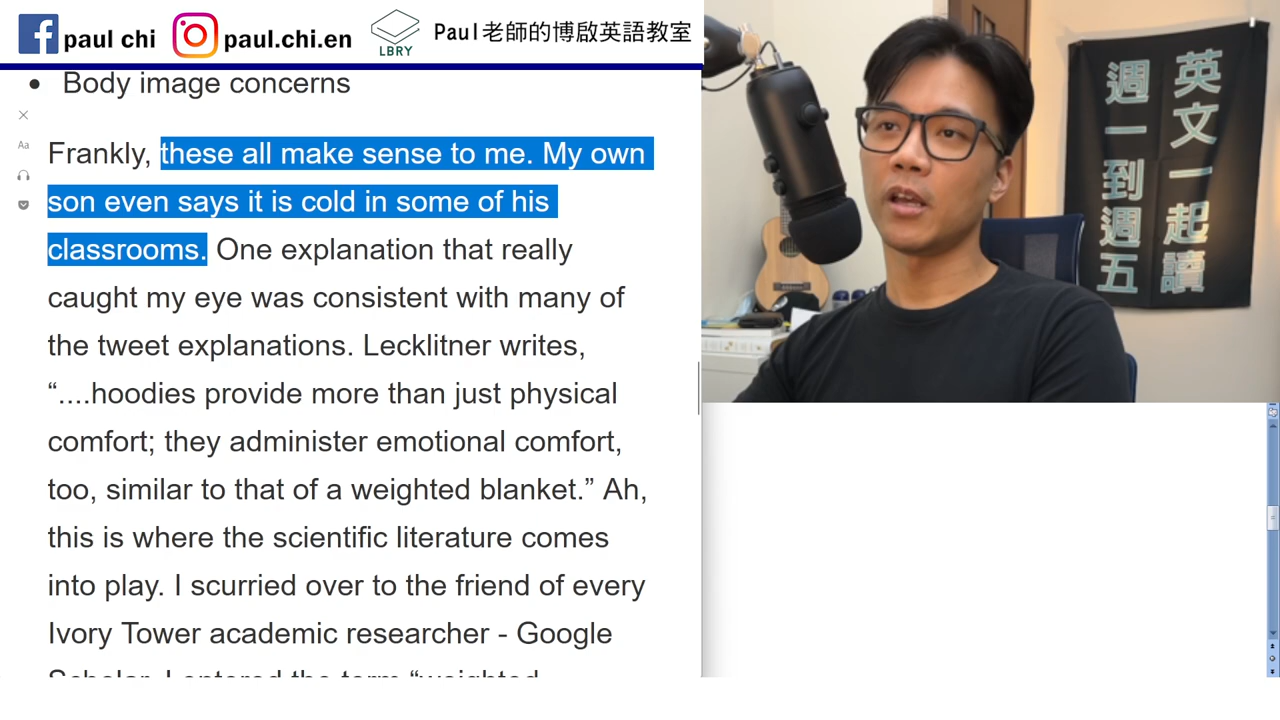 paul chi
paul.chi.en
LBRY
Paul老師的博啟英語教室
• Body image concerns
Aa
Frankly, these all make sense to me. My own
son even says it is cold in some of his
classrooms. One explanation that really
caught my eye was consistent with many of
the tweet explanations. Lecklitner writes,
“....hoodies provide more than just physical
comfort; they administer emotional comfort,
too, similar to that of a weighted blanket.” Ah,
this is where the scientific literature comes
into play. I scurried over to the friend of every
Ivory Tower academic researcher - Google
Scholar. I entered the term “weighted
英文一起讀
週一到週五